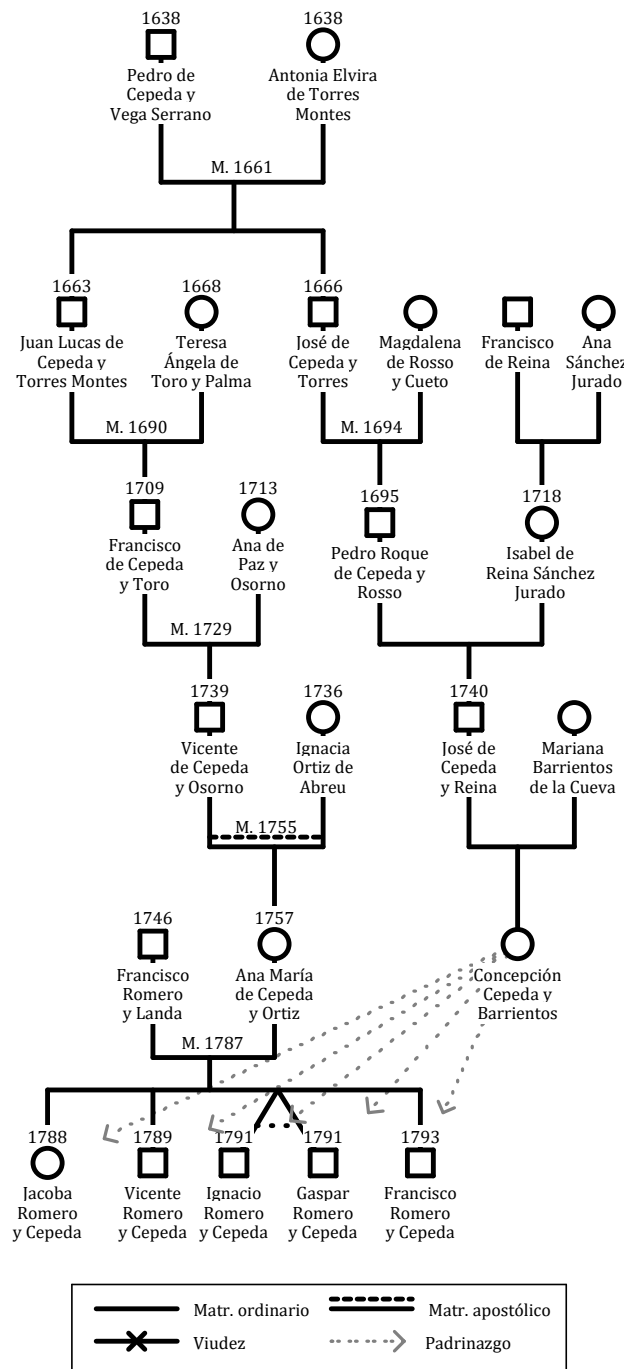 1638
1638
Pedro de
Cepeda y
Vega Serrano
Antonia Elvira
de Torres
Montes
M. 1661
1663
1668
1666
Juan Lucas de
Cepeda y
Torres Montes
Teresa
Ángela de
Toro y Palma
José de
Cepeda y
Torres
Magdalena
de Rosso
y Cueto
Francisco
de Reina
Ana
Sánchez
Jurado
M. 1690
M. 1694
1709
1713
1695
1718
Francisco
de Cepeda
y Toro
Ana de
Paz y
Osorno
Pedro Roque
de Cepeda y
Rosso
Isabel de
Reina Sánchez
Jurado
M. 1729
1739
1736
1740
Vicente
de Cepeda
y Osorno
Ignacia
Ortiz de
Abreu
José de
Cepeda
y Reina
Mariana
Barrientos
de la Cueva
M. 1755
1746
1757
Francisco
Romero
y Landa
Ana María
de Cepeda
y Ortiz
Concepción
Cepeda y
Barrientos
M. 1787
1788
1789
1791
1791
1793
Jacoba
Romero
y Cepeda
Vicente
Romero
y Cepeda
Ignacio
Romero
y Cepeda
Gaspar
Romero
y Cepeda
Francisco
Romero
y Cepeda
Matr. ordinario
Matr. apostólico
Viudez
Padrinazgo